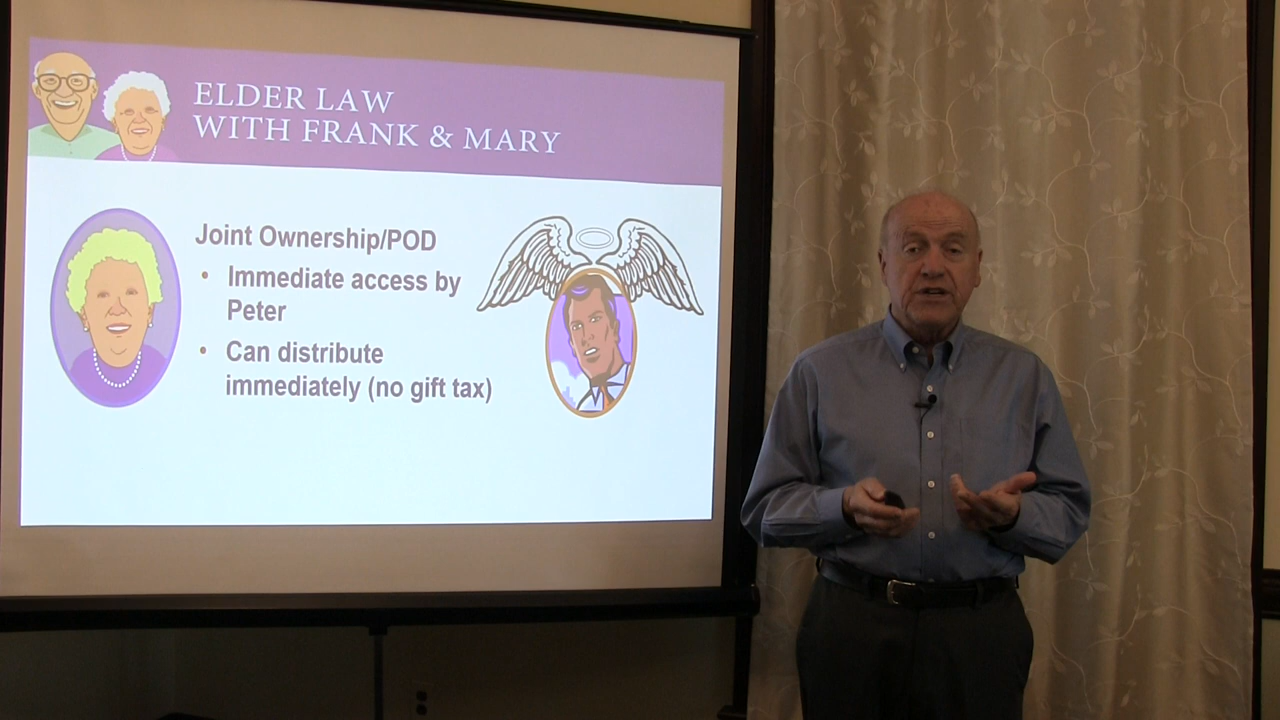 ELDER LAW
WITH FRANK & MARY
Joint Ownership/POD
• Immediate access by
Peter
• Can distribute
immediately (no gift tax)